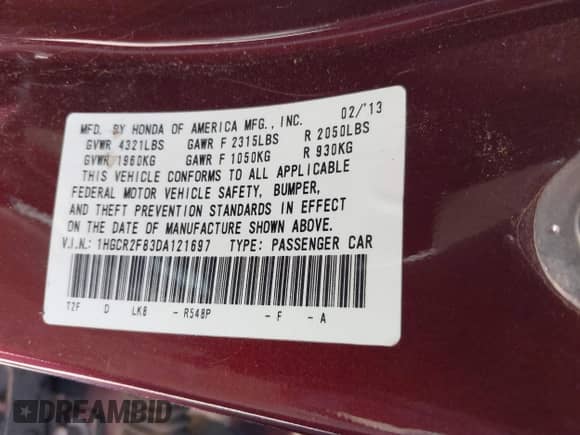 MFD. BY HONDA OF AMERICA MFG., INC. 02/'13
GVWR 4321LBS GAWR F 2315LBS R 2050LBS
GVWR 1960KG GAWR F 1050KG R 930KG
THIS VEHICLE CONFORMS TO ALL APPLICABLE
FEDERAL MOTOR VEHICLE SAFETY, BUMPER,
AND THEFT PREVENTION STANDARDS IN EFFECT
ON THE DATE OF MANUFACTURE SHOWN ABOVE.
V.I.N.: 1HGCR2F83DA121697 TYPE: PASSENGER CAR
T2F D LKB - R548P - F - A
DREAMBID